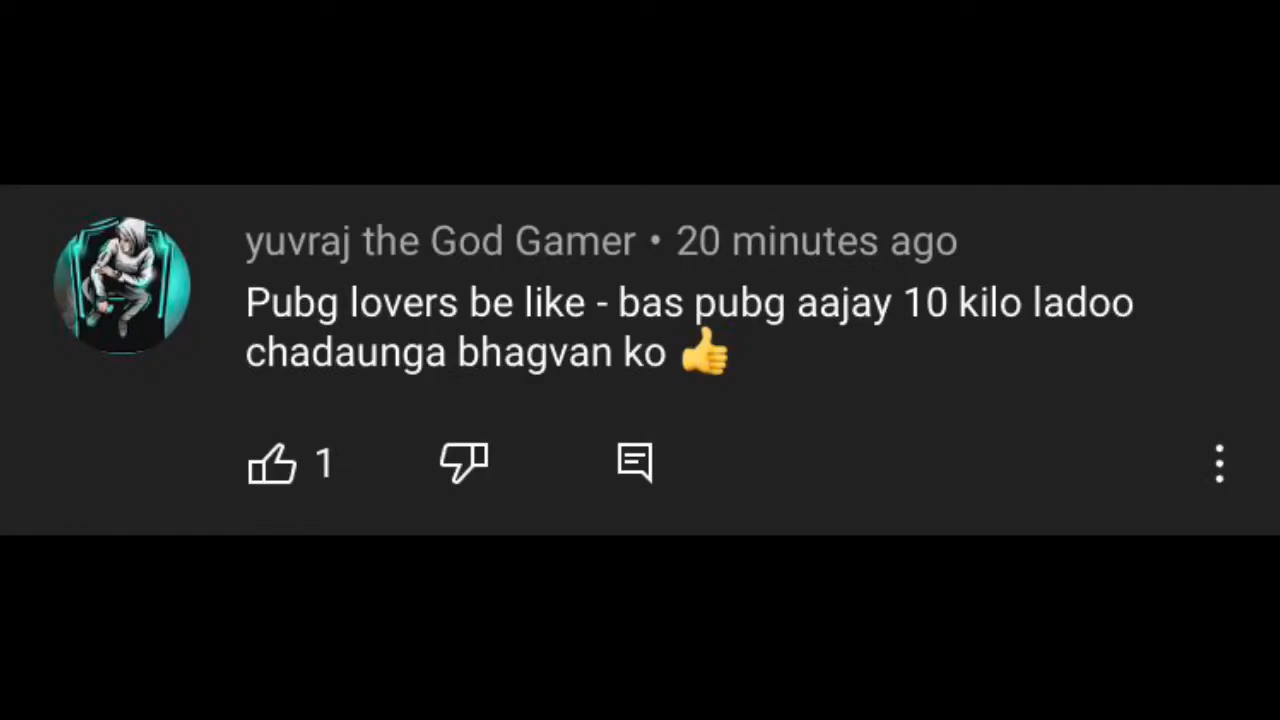 yuvraj the God Gamer • 20 minutes ago
Pubg lovers be like - bas pubg aajay 10 kilo ladoo
chadaunga bhagvan ko 👍
1